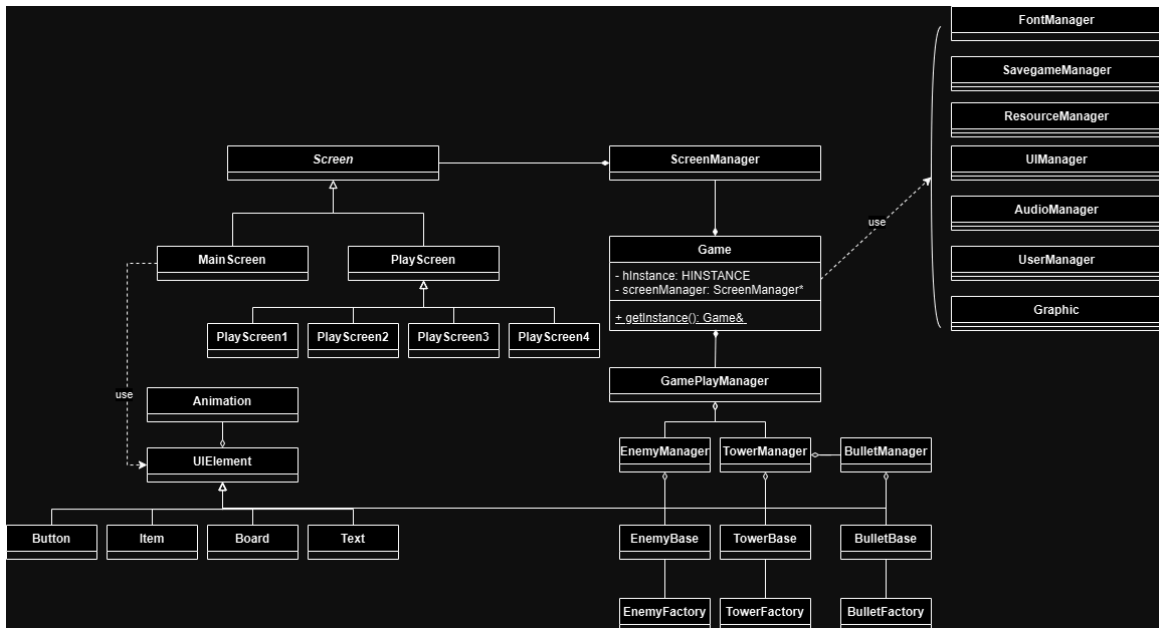 FontManager
SavegameManager
ResourceManager
Screen
ScreenManager
UIManager
AudioManager
use
MainScreen
PlayScreen
Game
- hInstance: HINSTANCE
- screenManager: ScreenManager*
+ getInstance(): Game&
UserManager
Graphic
PlayScreen1
PlayScreen2
PlayScreen3
PlayScreen4
GamePlayManager
use
Animation
UIElement
EnemyManager
TowerManager
BulletManager
Button
Item
Board
Text
EnemyBase
TowerBase
BulletBase
EnemyFactory
TowerFactory
BulletFactory